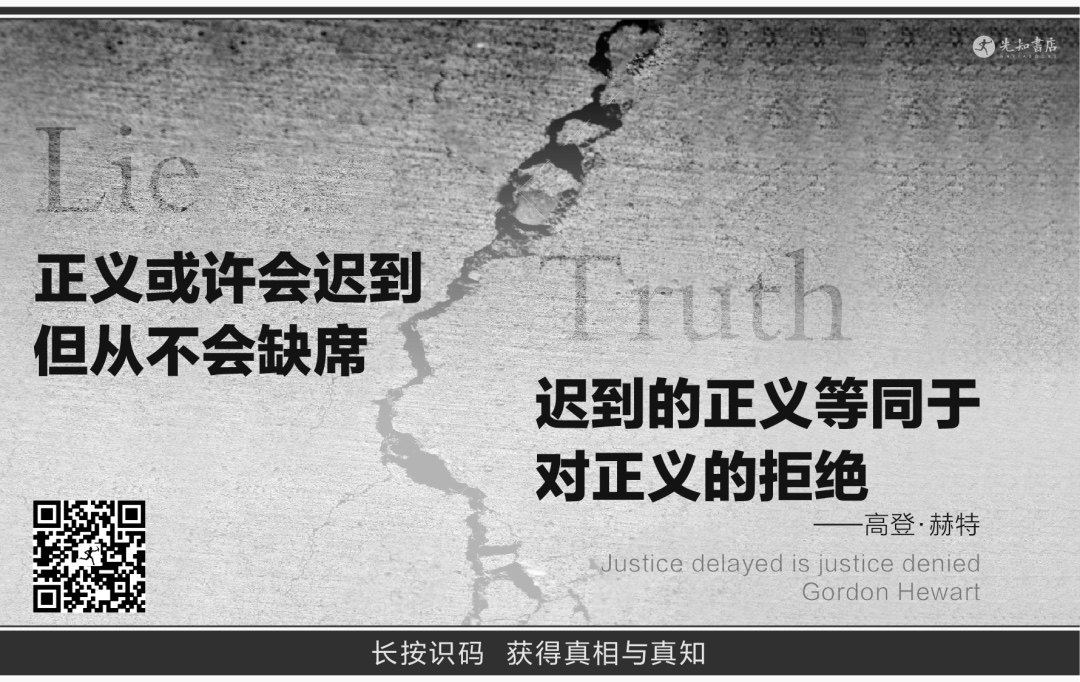 先知書店
Lie
正义或许会迟到
但从不会缺席
Truth
迟到的正义等同于
对正义的拒绝
——高登·赫特
Justice delayed is justice denied
Gordon Hewart
长按识码 获得真相与真知